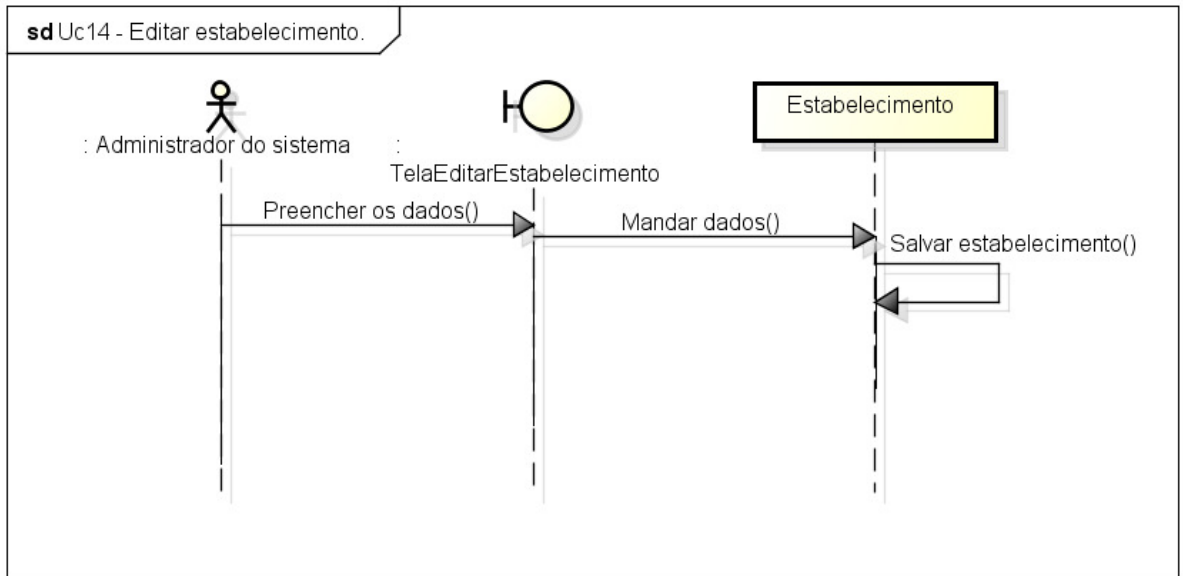 sd Uc14 - Editar estabelecimento.
Estabelecimento
: Administrador do sistema
:
TelaEditarEstabelecimento
Preencher os dados()
Mandar dados()
Salvar estabelecimento()